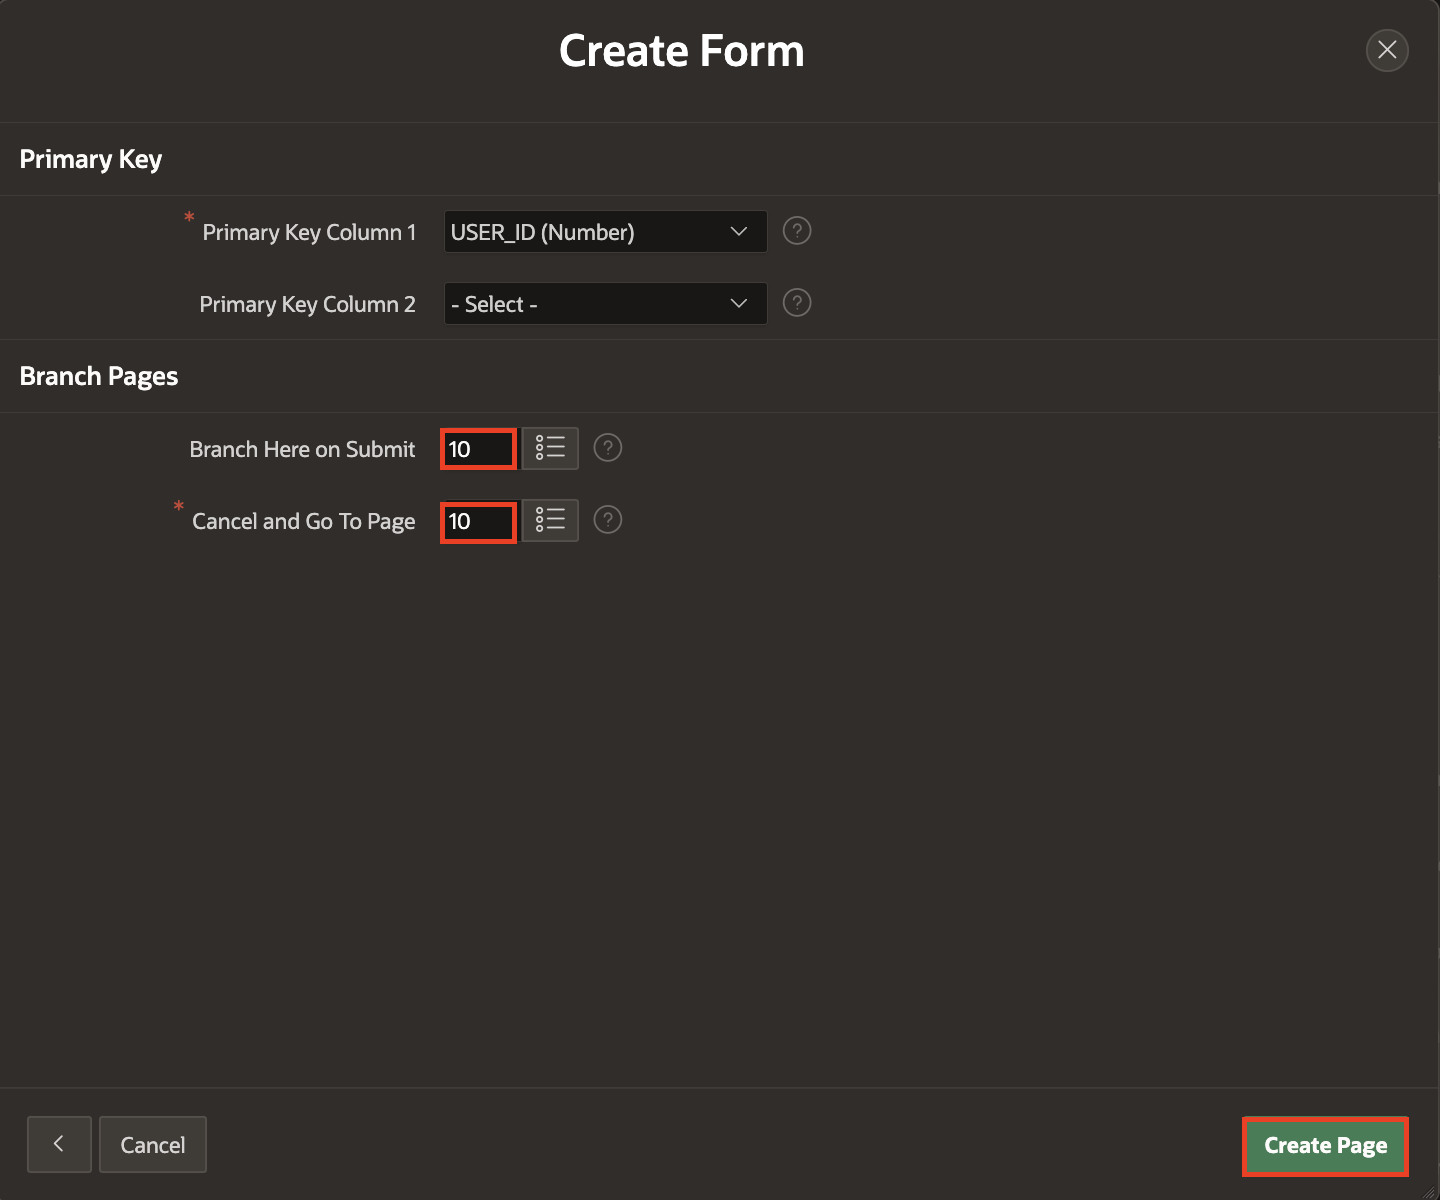 Create Form
Primary Key
* Primary Key Column 1 USER_ID (Number) ?
Primary Key Column 2 - Select - ?
Branch Pages
Branch Here on Submit 10 ?
* Cancel and Go To Page 10 ?
Cancel Create Page